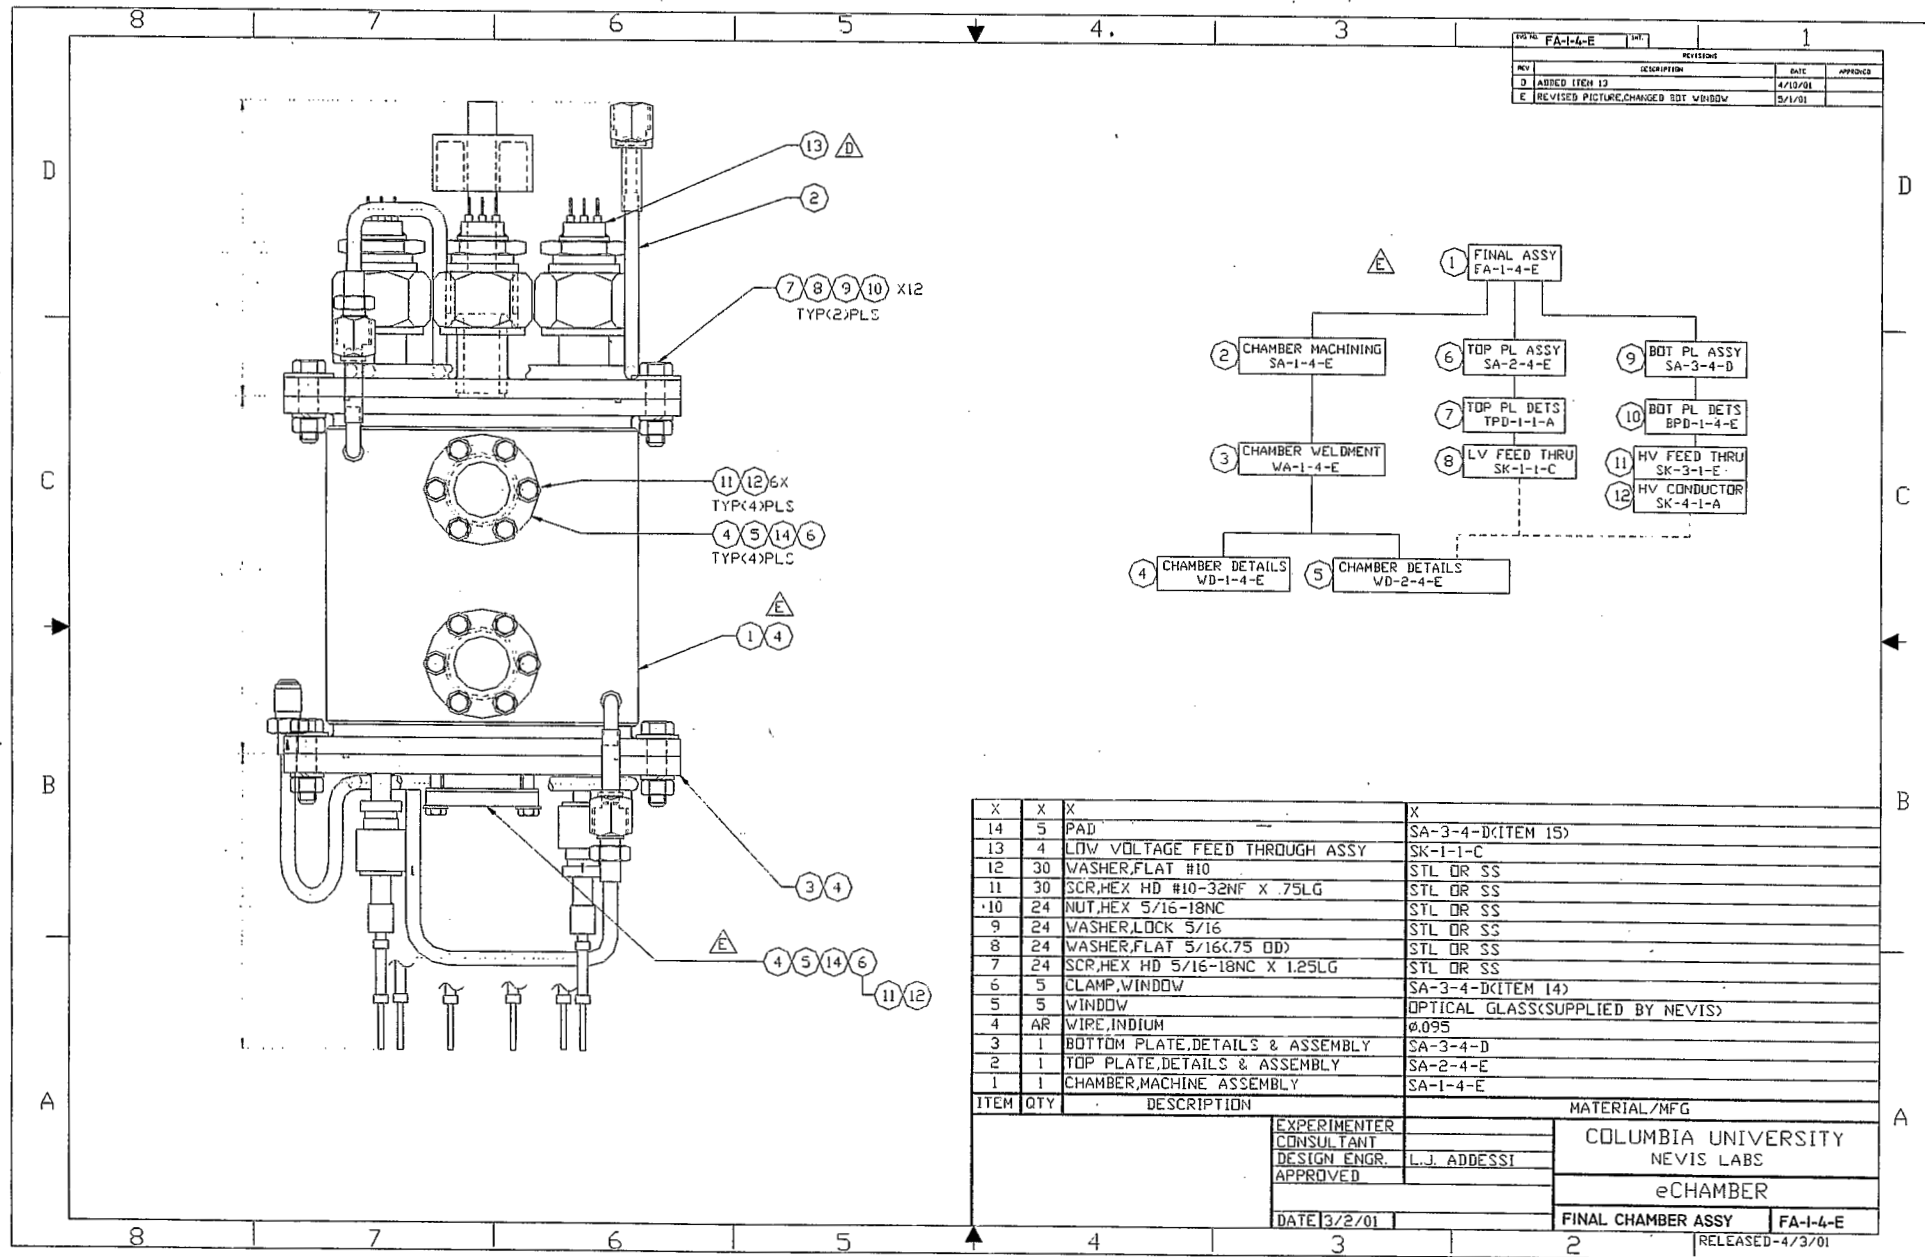 8 7 6 5 4. 3 1
DWG NO. FA-1-4-E SHT.
REVISIONS
REV DESCRIPTION DATE APPROVED
D ADDED ITEM 13 4/10/01
E REVISED PICTURE,CHANGED BOT WINDOW 5/1/01
D D
13 D
2
7 8 9 10 X12
TYP(2)PLS
E
1 FINAL ASSY
FA-1-4-E
2 CHAMBER MACHINING
SA-1-4-E
6 TOP PL ASSY
SA-2-4-E
9 BOT PL ASSY
SA-3-4-D
7 TOP PL DETS
TPD-1-1-A
10 BOT PL DETS
BPD-1-4-E
3 CHAMBER WELDMENT
WA-1-4-E
8 LV FEED THRU
SK-1-1-C
11 HV FEED THRU
SK-3-1-E
12 HV CONDUCTOR
SK-4-1-A
4 CHAMBER DETAILS
WD-1-4-E
5 CHAMBER DETAILS
WD-2-4-E
C C
11 12 6X
TYP(4)PLS
4 5 14 6
TYP(4)PLS
E
1 4
B B
3 4
E
4 5 14 6
11 12
X X X X
14 5 PAD SA-3-4-D(ITEM 15)
13 4 LOW VOLTAGE FEED THROUGH ASSY SK-1-1-C
12 30 WASHER,FLAT #10 STL OR SS
11 30 SCR,HEX HD #10-32NF X .75LG STL OR SS
10 24 NUT,HEX 5/16-18NC STL OR SS
9 24 WASHER,LOCK 5/16 STL OR SS
8 24 WASHER,FLAT 5/16(.75 OD) STL OR SS
7 24 SCR,HEX HD 5/16-18NC X 1.25LG STL OR SS
6 5 CLAMP,WINDOW SA-3-4-D(ITEM 14)
5 5 WINDOW OPTICAL GLASS(SUPPLIED BY NEVIS)
4 AR WIRE,INDIUM Ø.095
3 1 BOTTOM PLATE,DETAILS & ASSEMBLY SA-3-4-D
2 1 TOP PLATE,DETAILS & ASSEMBLY SA-2-4-E
1 1 CHAMBER,MACHINE ASSEMBLY SA-1-4-E
ITEM QTY DESCRIPTION MATERIAL/MFG
A A
EXPERIMENTER
CONSULTANT
DESIGN ENGR. L.J. ADDESSI
APPROVED
DATE 3/2/01
COLUMBIA UNIVERSITY
NEVIS LABS
eCHAMBER
FINAL CHAMBER ASSY FA-1-4-E
8 7 6 5 4 3 2
RELEASED-4/3/01